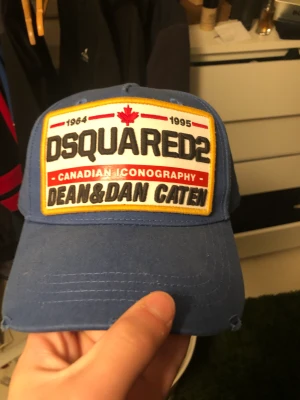 1964 1995
DSQUARED2
- CANADIAN ICONOGRAPHY -
DEAN&DAN CATEN